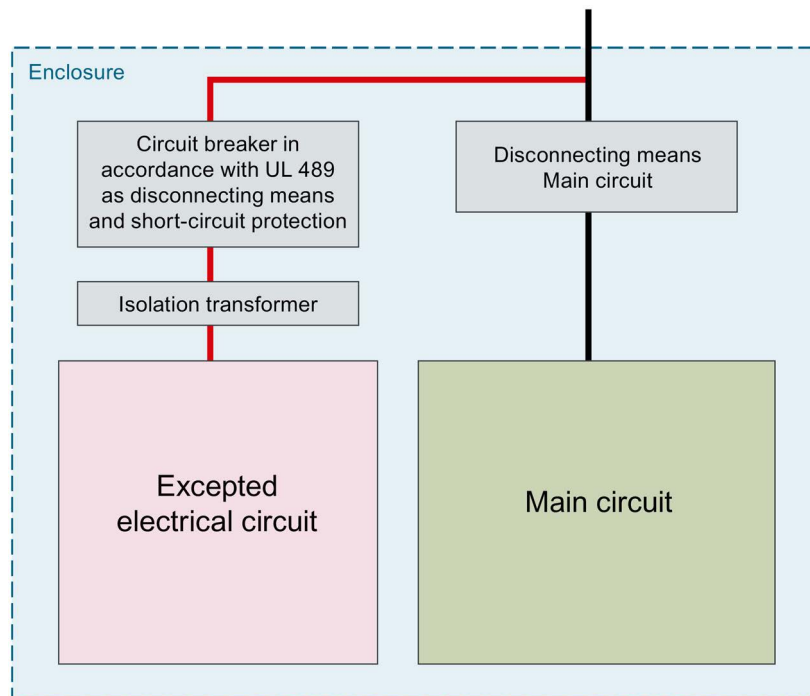 Enclosure
Circuit breaker in
accordance with UL 489
as disconnecting means
and short-circuit protection
Disconnecting means
Main circuit
Isolation transformer
Excepted
electrical circuit
Main circuit